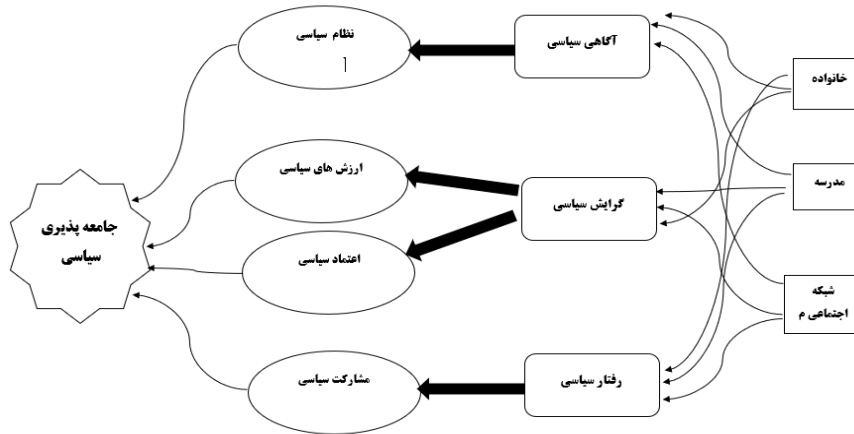 خانواده
مدرسه
شبکه
اجتماعی م
آگاهی سیاسی
گرایش سیاسی
رفتار سیاسی
نظام سیاسی
ارزش های سیاسی
اعتماد سیاسی
مشارکت سیاسی
جامعه پذیری
سیاسی